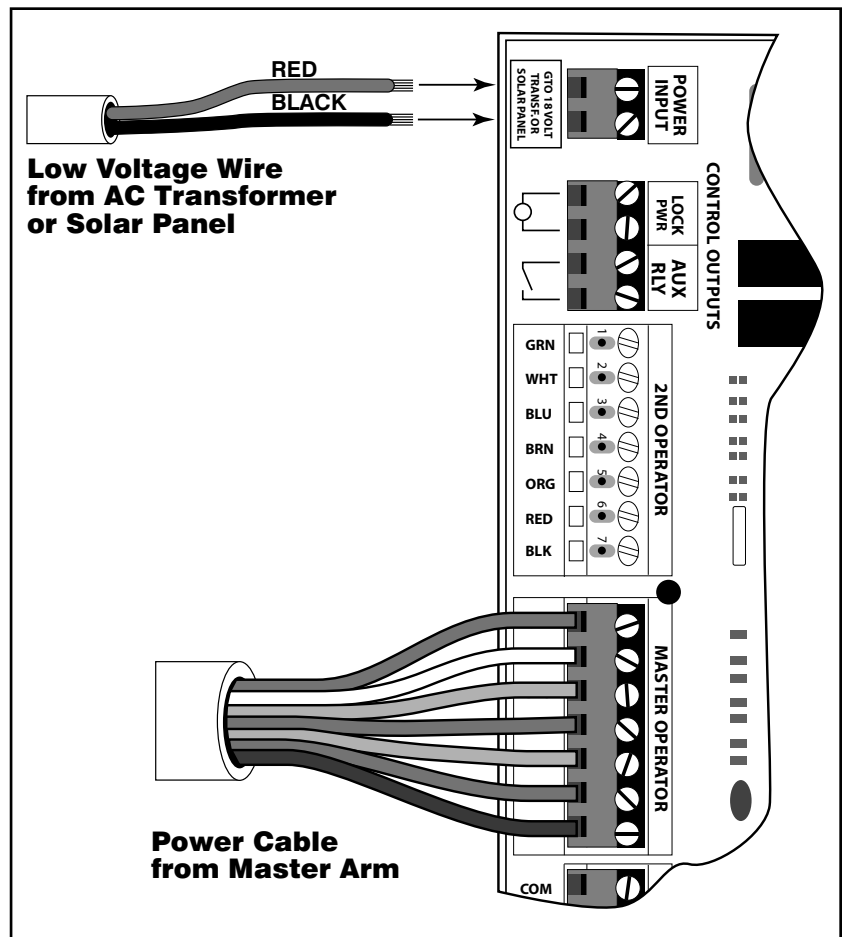 RED
BLACK
Low Voltage Wire
from AC Transformer
or Solar Panel
GTO 18 VOLT
TRANSF. OR
SOLAR PANEL
POWER
INPUT
CONTROL OUTPUTS
LOCK
PWR
AUX
RLY
GRN 1
WHT 2
BLU 3
BRN 4
ORG 5
RED 6
BLK 7
2ND OPERATOR
MASTER OPERATOR
Power Cable
from Master Arm
COM